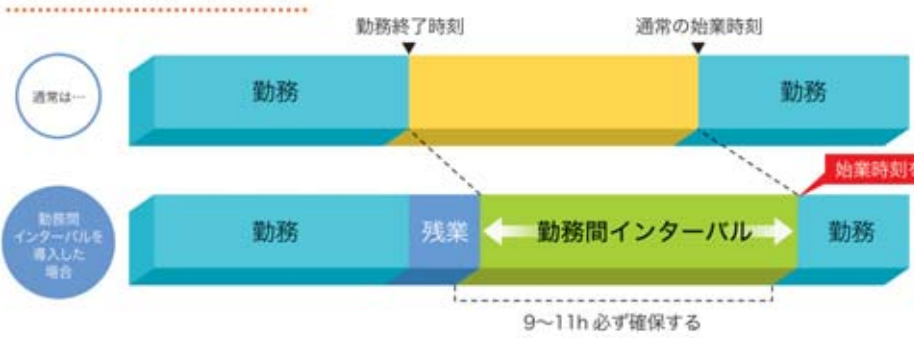 勤務終了時刻
通常の始業時刻
通常は…
勤務
勤務
始業時刻を
勤務間
インターバルを
導入した
場合
勤務
残業
勤務間インターバル
勤務
9〜11h 必ず確保する